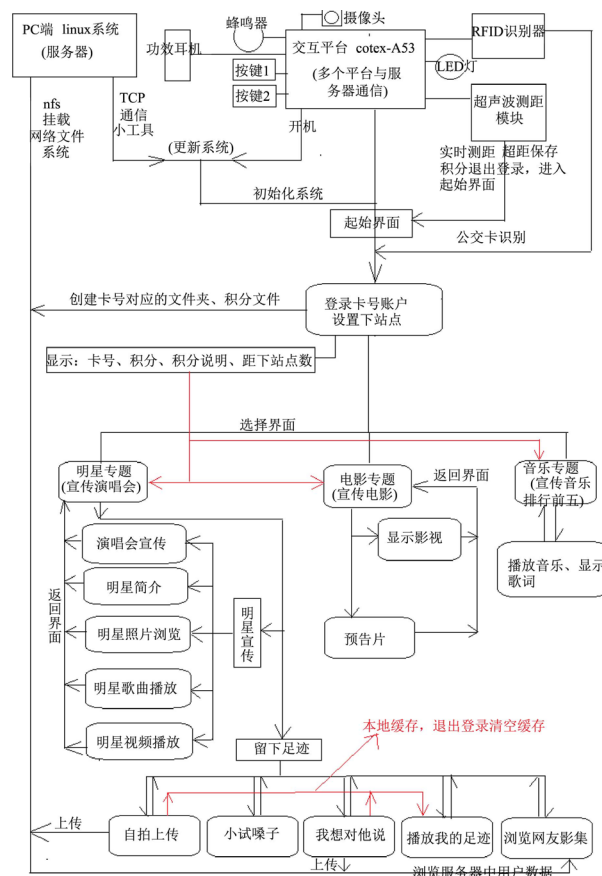 PC端  linux系统
(服务器)
蜂鸣器
摄像头
功效耳机
按键1
按键2
交互平台  cotex-A53
(多个平台与服
务器通信)
RFID识别器
LED灯
超声波测距
模块
nfs
挂载
网络文件
系统
TCP
通信
小工具
开机
(更新系统)
实时测距 超距保存
积分退出登录，进入
起始界面
初始化系统
起始界面
公交卡识别
创建卡号对应的文件夹、积分文件
登录卡号账户
设置下站点
显示：卡号、积分、积分说明、距下站点数
选择界面
明星专题
(宣传演唱会)
电影专题
(宣传电影)
返回界面
音乐专题
(宣传音乐
排行前五)
演唱会宣传
显示影视
播放音乐、显示
歌词
明星简介
返回界面
明星照片浏览
明星宣传
预告片
明星歌曲播放
明星视频播放
本地缓存，退出登录清空缓存
留下足迹
上传
自拍上传
小试嗓子
我想对他说
播放我的足迹
浏览网友影集
上传
浏览服务器中用户数据